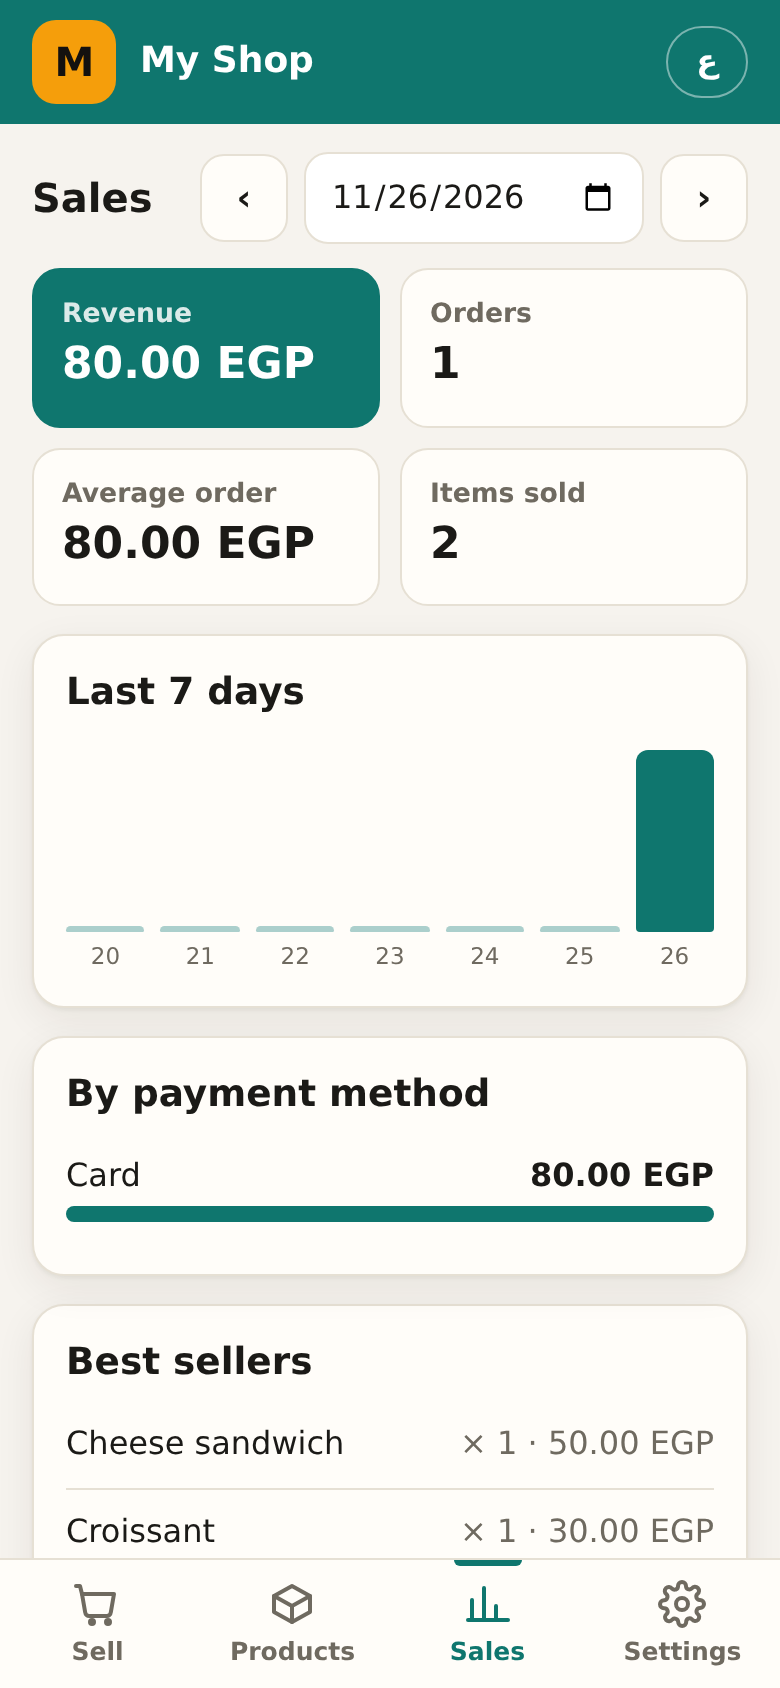 M My Shop ع
Sales ‹ 11/26/2026 ›
Revenue
80.00 EGP
Orders
1
Average order
80.00 EGP
Items sold
2
Last 7 days
20 21 22 23 24 25 26
By payment method
Card 80.00 EGP
Best sellers
Cheese sandwich × 1 · 50.00 EGP
Croissant × 1 · 30.00 EGP
Sell Products Sales Settings